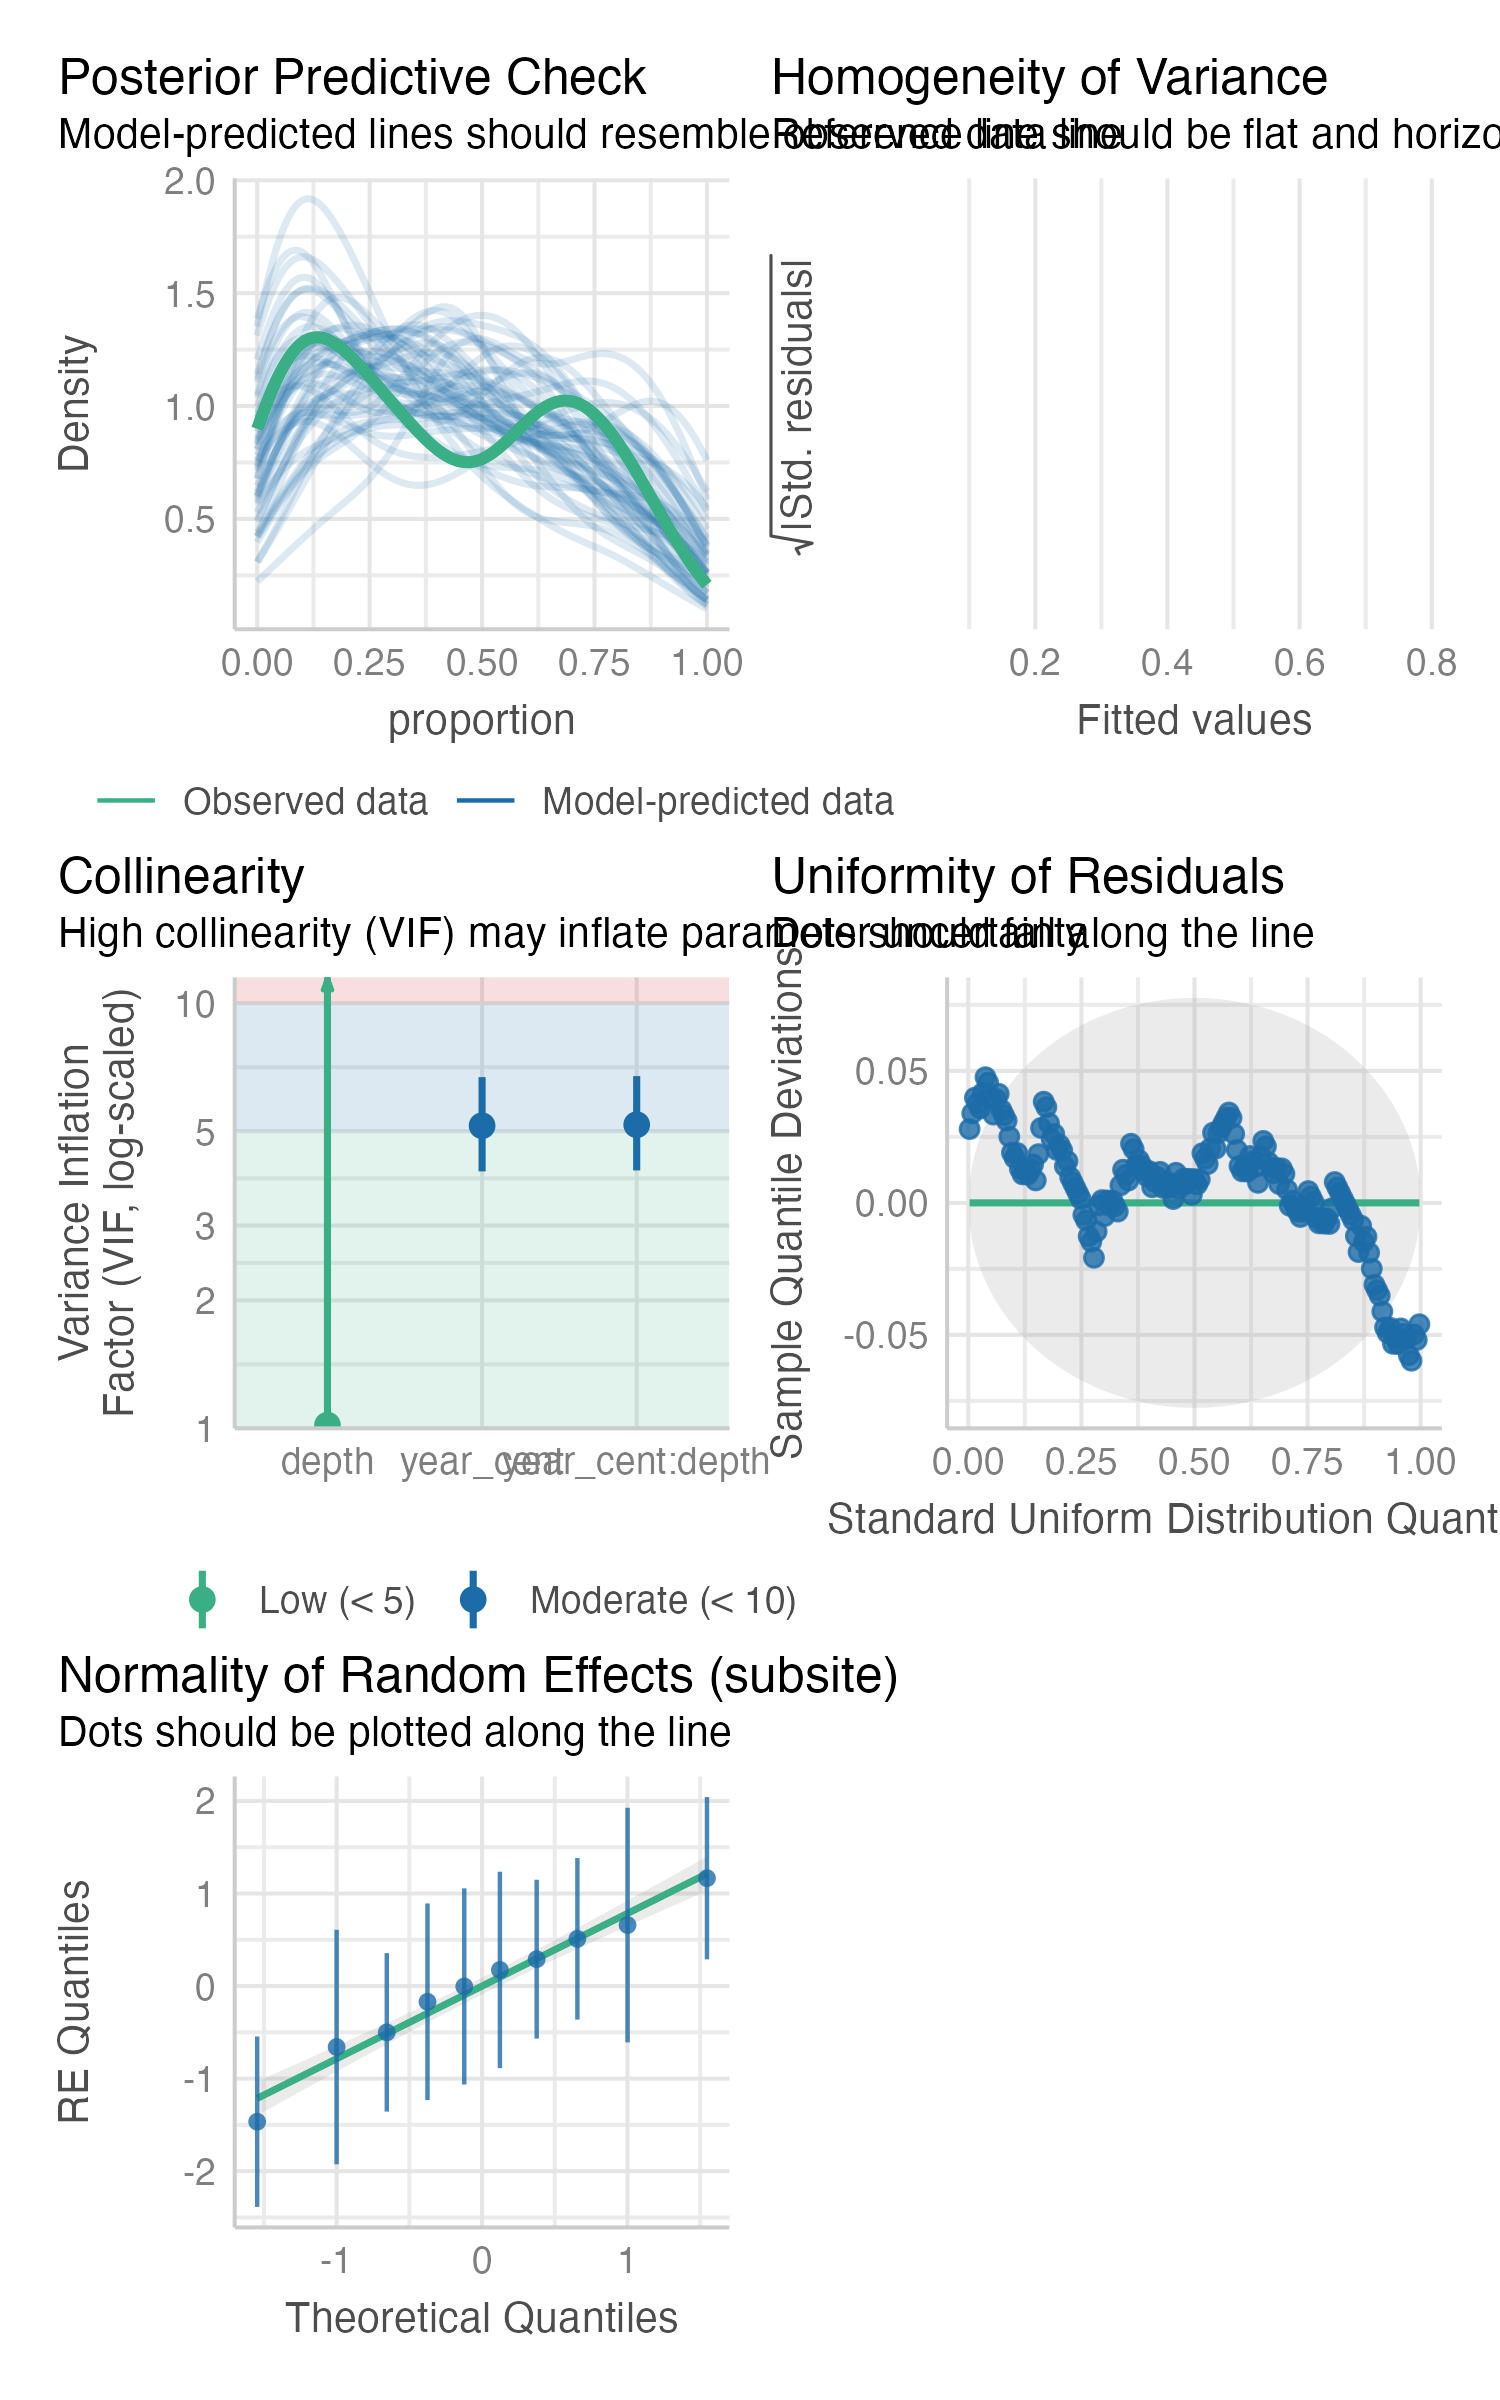 Posterior Predictive Check
Model-predicted lines should resemble observed data line
2.0
1.5
1.0
0.5
Density
0.00 0.25 0.50 0.75 1.00
proportion
Observed data Model-predicted data
Homogeneity of Variance
Reference line should be flat and horizo
√|Std. residuals|
0.2 0.4 0.6 0.8
Fitted values
Collinearity
High collinearity (VIF) may inflate parameter uncertainty
10
5
3
2
1
Variance Inflation
Factor (VIF, log-scaled)
depth year_cent year_cent:depth
Low (< 5) Moderate (< 10)
Uniformity of Residuals
Dots should fall along the line
0.05
0.00
-0.05
Sample Quantile Deviations
0.00 0.25 0.50 0.75 1.00
Standard Uniform Distribution Quant
Normality of Random Effects (subsite)
Dots should be plotted along the line
2
1
0
-1
-2
RE Quantiles
-1 0 1
Theoretical Quantiles